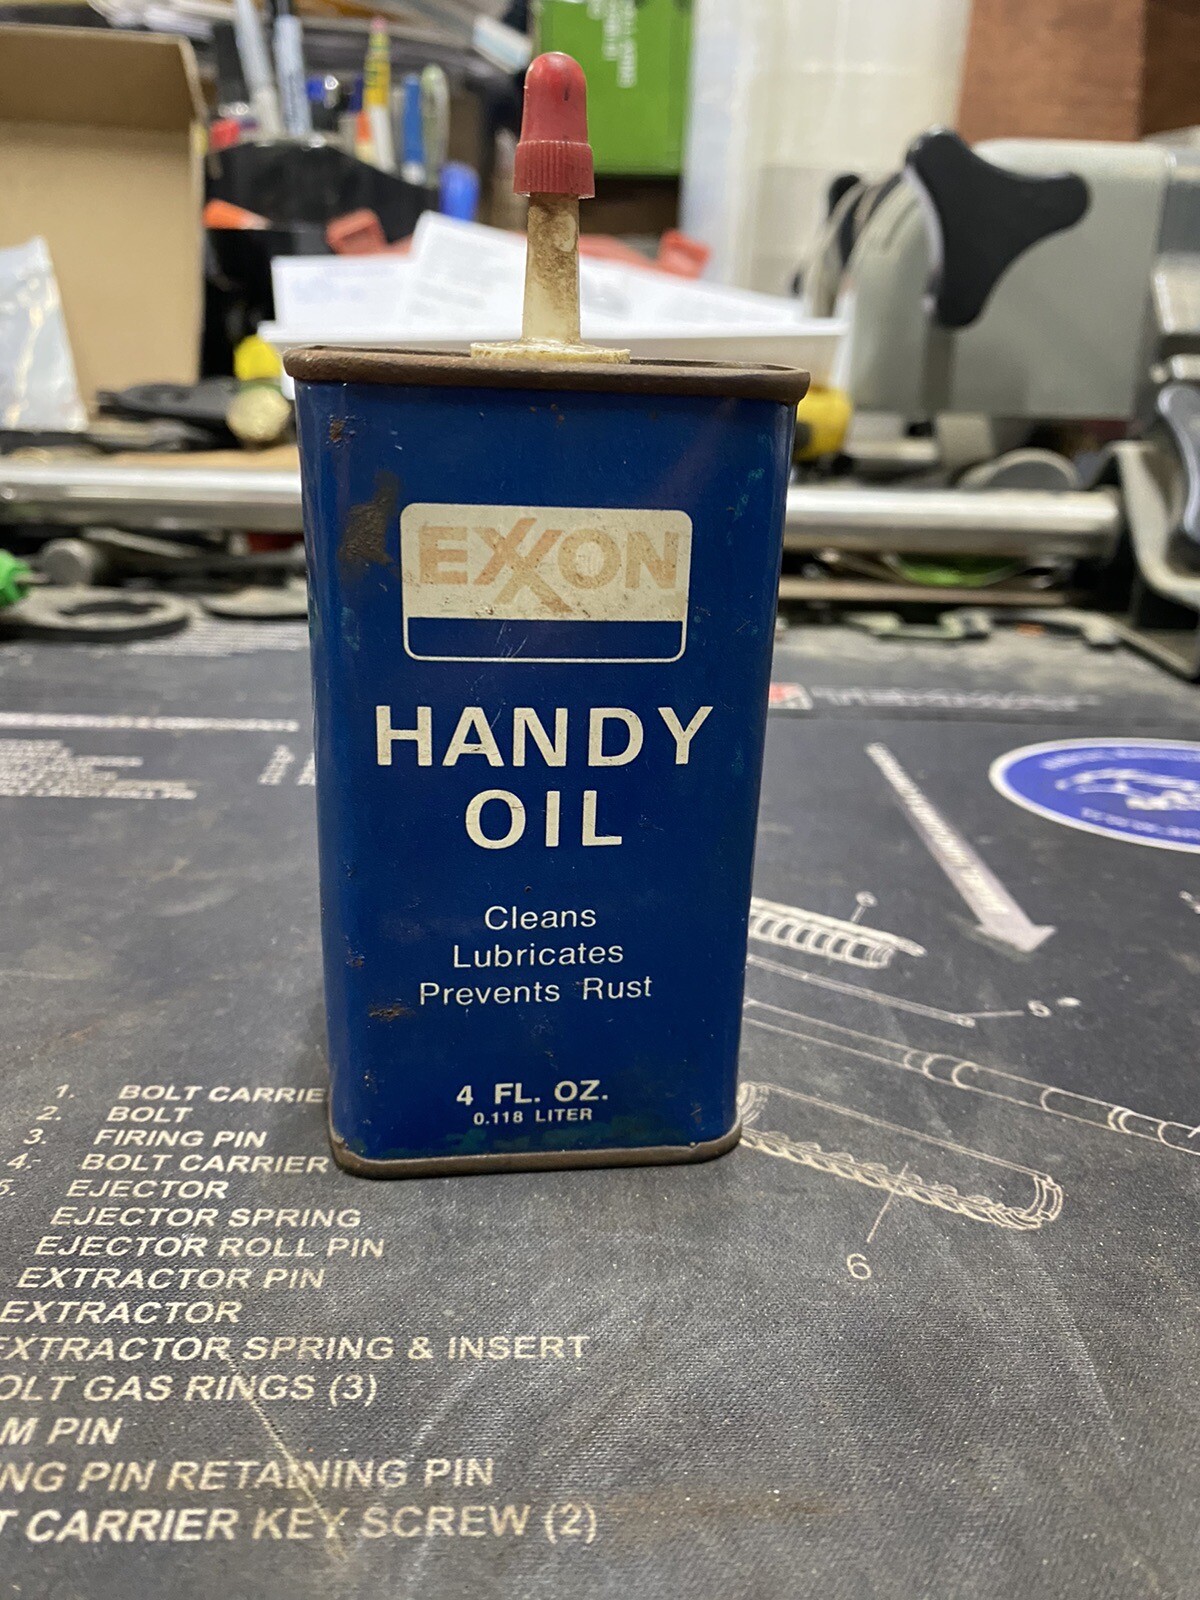 EXXON
HANDY
OIL
Cleans
Lubricates
Prevents Rust
4 FL. OZ.
0.118 LITER
1. BOLT CARRIE
2. BOLT
3. FIRING PIN
4. BOLT CARRIER
5. EJECTOR
EJECTOR SPRING
EJECTOR ROLL PIN
EXTRACTOR PIN
EXTRACTOR
EXTRACTOR SPRING & INSERT
OLT GAS RINGS (3)
M PIN
NG PIN RETAINING PIN
T CARRIER KEY SCREW (2)
5
6